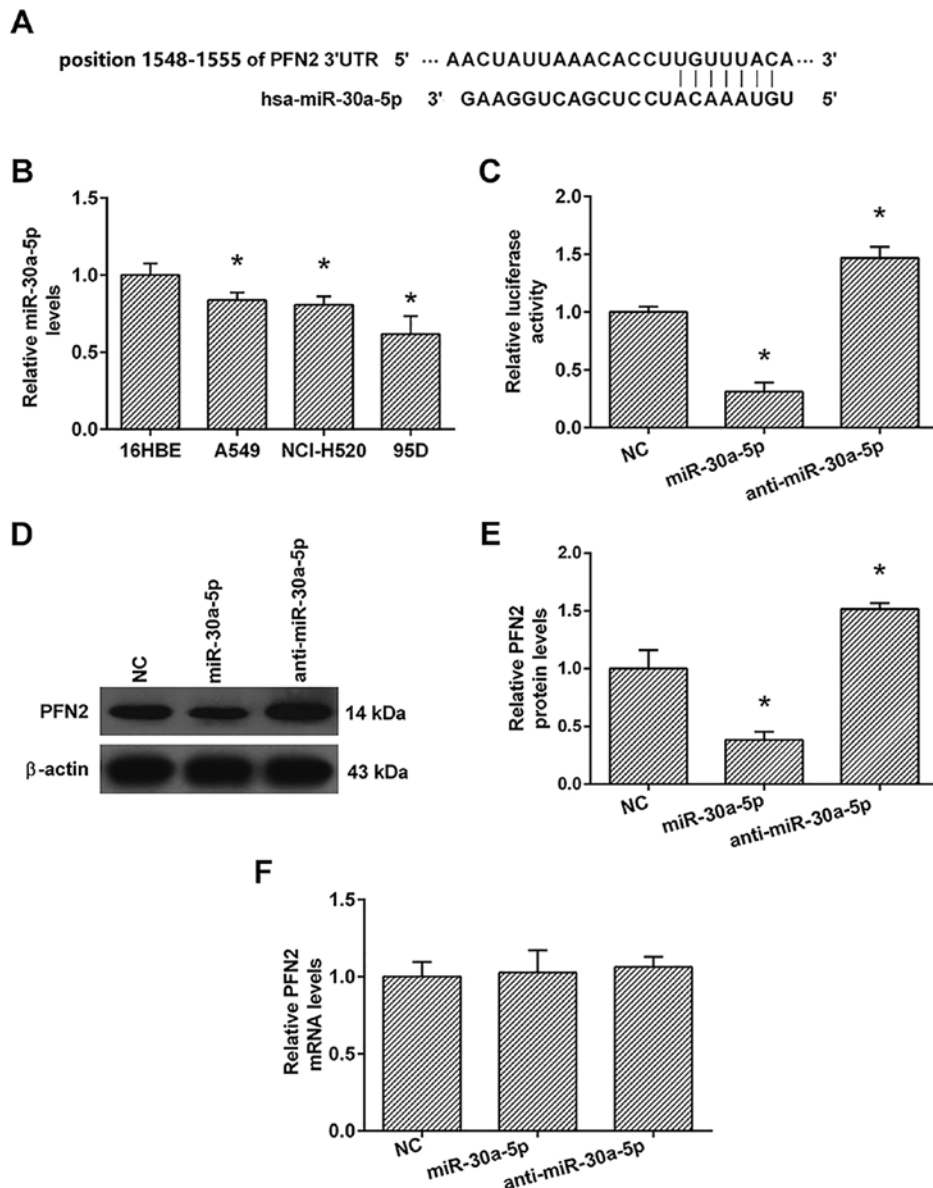 A
position 1548-1555 of PFN2 3'UTR 5' ··· AACUAUUAAACACCUUGUUUACA ··· 3'
hsa-miR-30a-5p 3' GAAGGUCAGCUCCUACAAAUGU 5'
B
Relative miR-30a-5p
levels
1.5
1.0
0.5
0.0
* * *
16HBE A549 NCI-H520 95D
C
Relative luciferase
activity
2.0
1.5
1.0
0.5
0.0
* *
NC miR-30a-5p anti-miR-30a-5p
D
NC miR-30a-5p anti-miR-30a-5p
PFN2 14 kDa
β-actin 43 kDa
E
Relative PFN2
protein levels
2.0
1.5
1.0
0.5
0.0
* *
NC miR-30a-5p anti-miR-30a-5p
F
Relative PFN2
mRNA levels
1.5
1.0
0.5
0.0
NC miR-30a-5p anti-miR-30a-5p